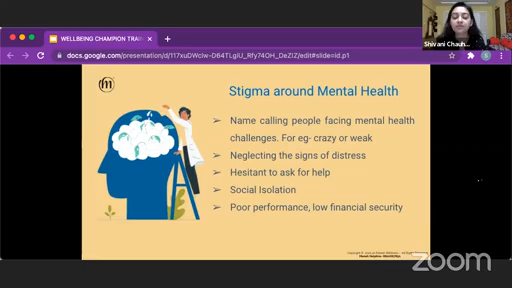 WELLBEING CHAMPION TRAI
docs.google.com/presentation/d/117xuDWclw-D64TLgiU_Rfy74OH_DeZIZ/edit#slide=id.p1
Shivani Chauh...
S
m
Stigma around Mental Health
➢ Name calling people facing mental health
challenges. For eg- crazy or weak
➢ Neglecting the signs of distress
➢ Hesitant to ask for help
➢ Social Isolation
➢ Poor performance, low financial security
zoom